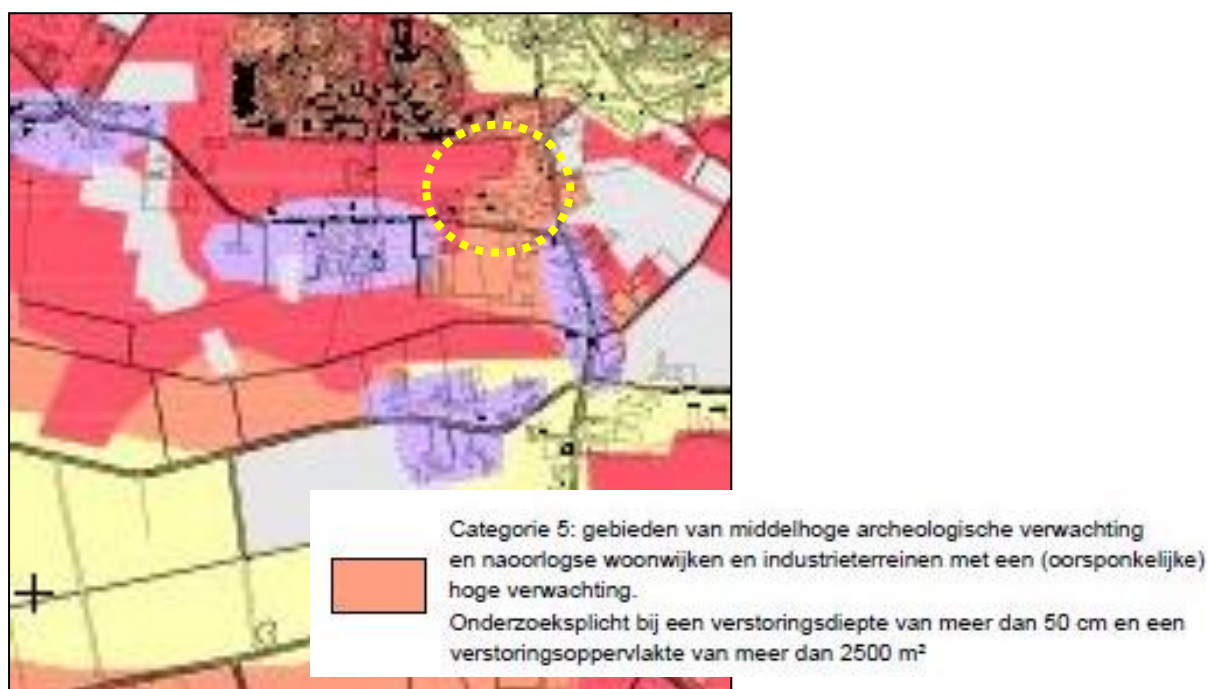 Categorie 5: gebieden van middelhoge archeologische verwachting
en naoorlogse woonwijken en industrieterreinen met een (oorsponkelijke)
hoge verwachting.
Onderzoeksplicht bij een verstoringsdiepte van meer dan 50 cm en een
verstoringsoppervlakte van meer dan 2500 m²